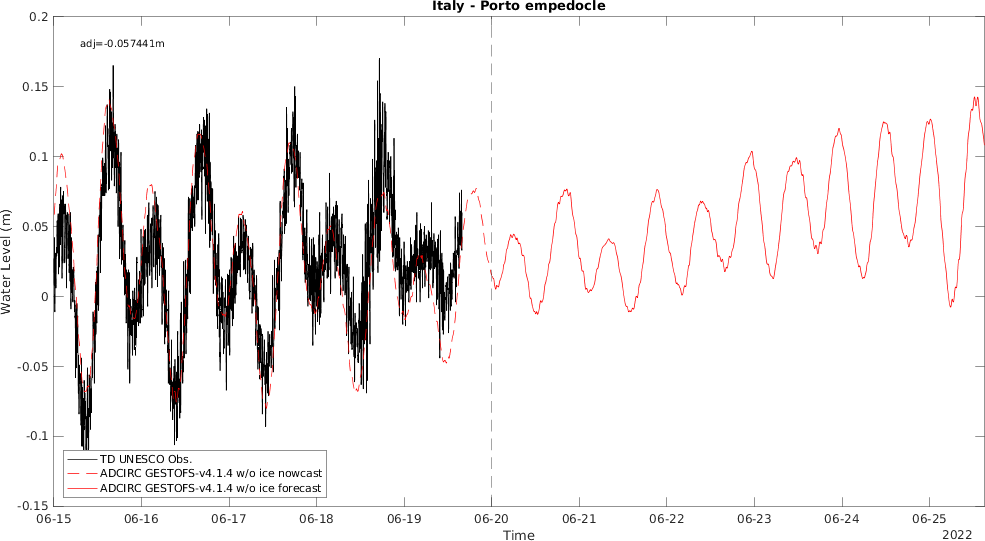 Italy - Porto empedocle
0.2
0.15
0.1
0.05
0
-0.05
-0.1
-0.15
Water Level (m)
adj=-0.057441m
TD UNESCO Obs.
ADCIRC GESTOFS-v4.1.4 w/o ice nowcast
ADCIRC GESTOFS-v4.1.4 w/o ice forecast
06-15 06-16 06-17 06-18 06-19 06-20 06-21 06-22 06-23 06-24 06-25
Time
2022